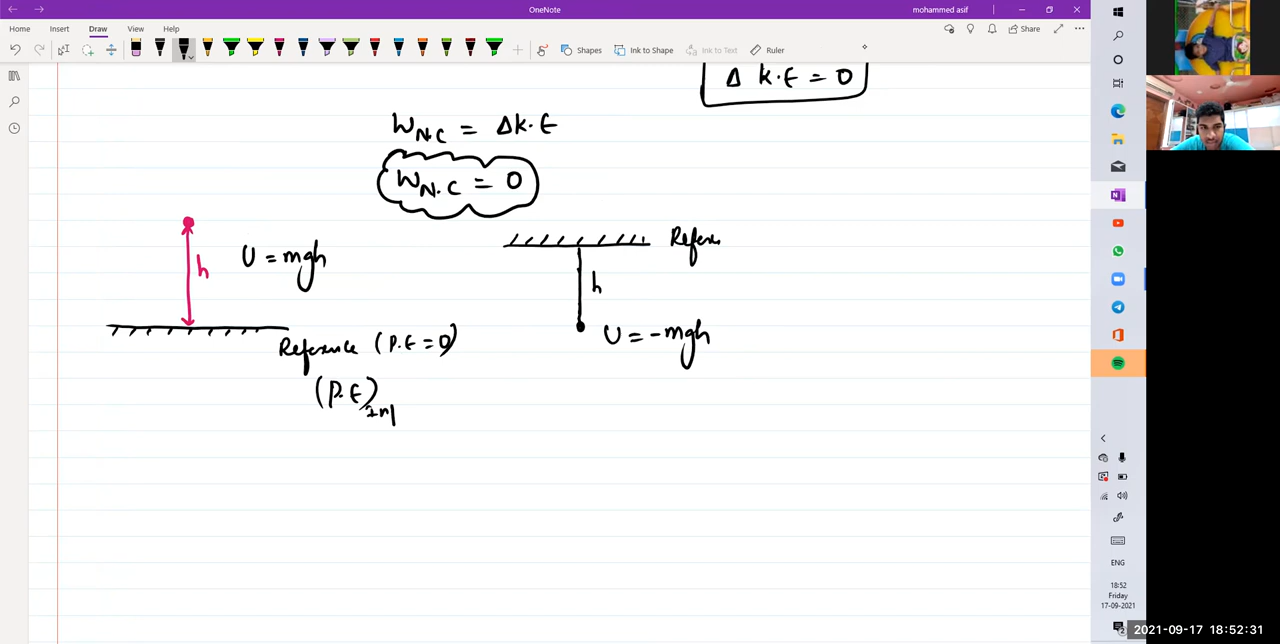 OneNote
mohammed asif
Home Insert Draw View Help
Shapes Ink to Shape Ink to Text Ruler Share
Δ K.E = 0
W_N.C = ΔK.E
W_N.C = 0
h U = mgh
Refere
h
U = -mgh
Reference (P.E = 0)
(P.E)
ENG
18:52
Friday
17-09-2021
2021-09-17 18:52:31